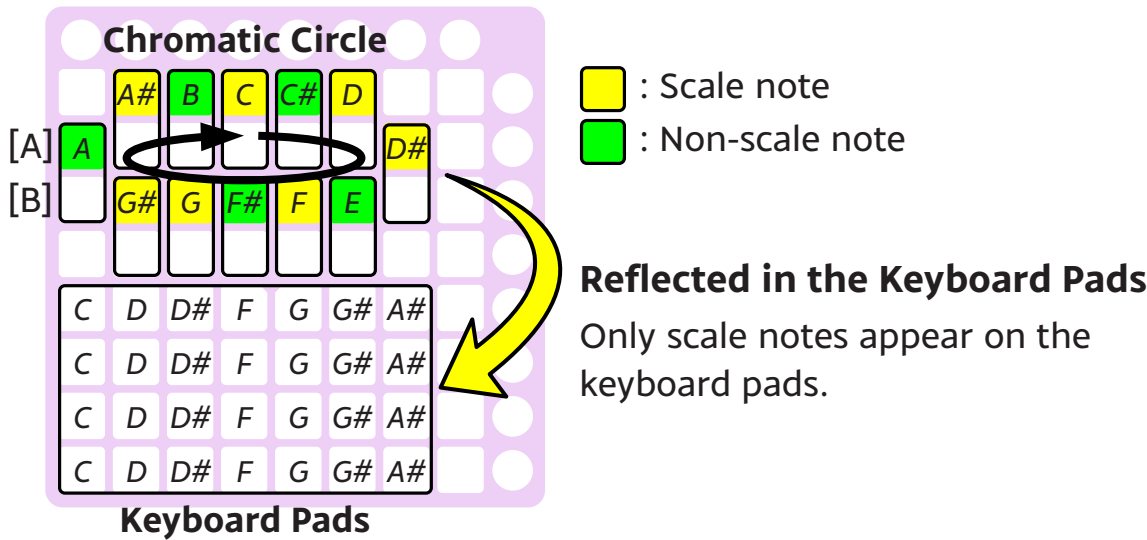 Chromatic Circle
A# B C C# D
: Scale note
: Non-scale note
[A] A D#
[B] G# G F# F E
Reflected in the Keyboard Pads
Only scale notes appear on the
keyboard pads.
C D D# F G G# A#
C D D# F G G# A#
C D D# F G G# A#
C D D# F G G# A#
Keyboard Pads